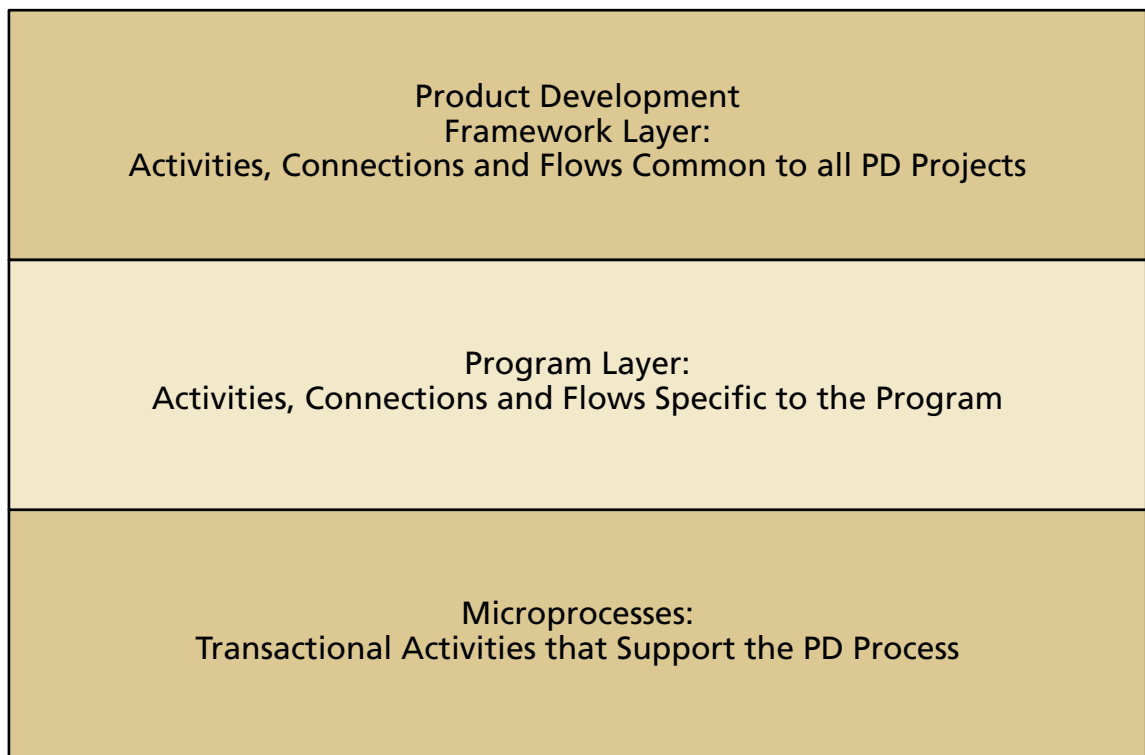 Product Development
Framework Layer:
Activities, Connections and Flows Common to all PD Projects
Program Layer:
Activities, Connections and Flows Specific to the Program
Microprocesses:
Transactional Activities that Support the PD Process